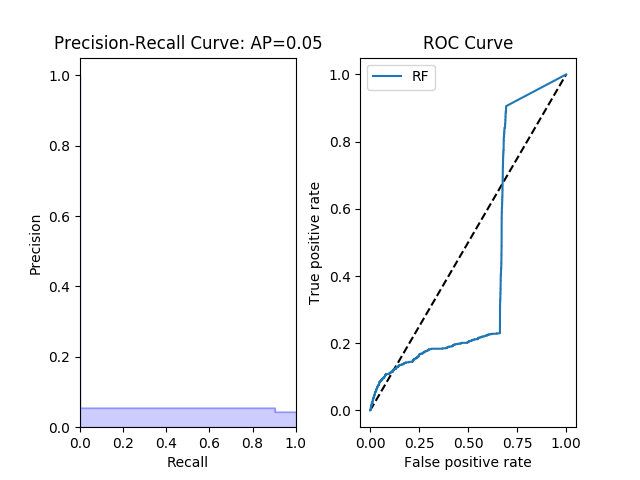 Precision-Recall Curve: AP=0.05
1.0
0.8
0.6
0.4
0.2
0.0
Precision
0.0 0.2 0.4 0.6 0.8 1.0
Recall
ROC Curve
RF
1.0
0.8
0.6
0.4
0.2
0.0
True positive rate
0.00 0.25 0.50 0.75 1.00
False positive rate